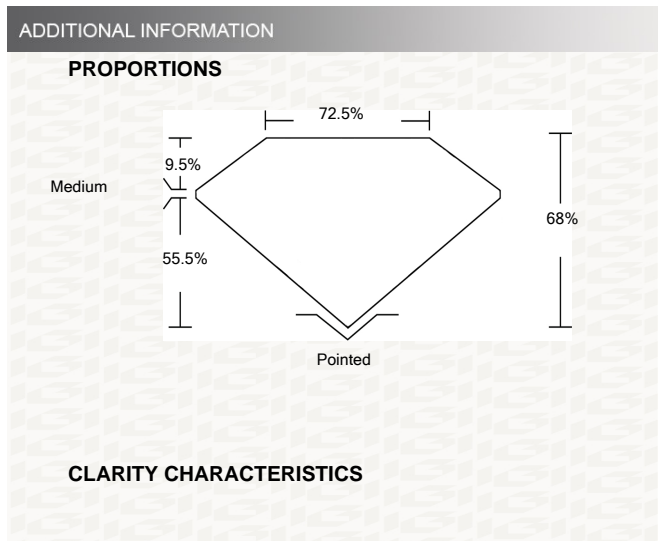 ADDITIONAL INFORMATION
PROPORTIONS
72.5%
9.5%
Medium
68%
55.5%
Pointed
CLARITY CHARACTERISTICS